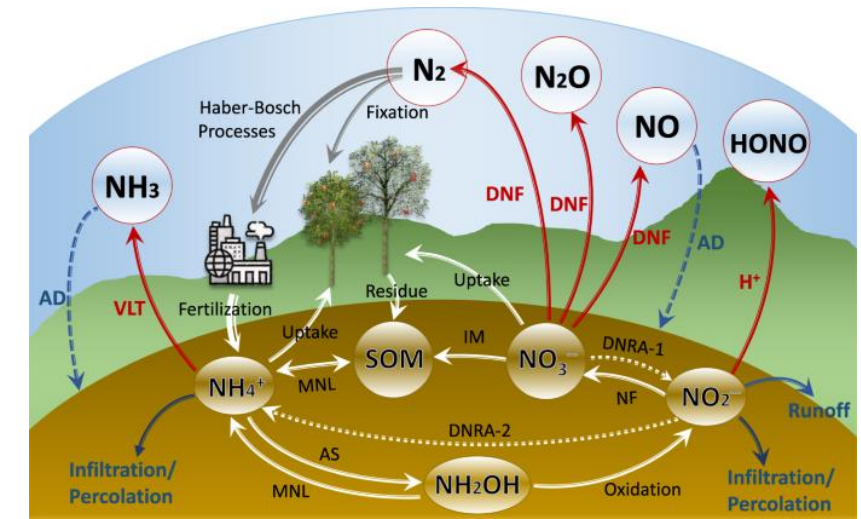 N₂
N₂O
NO
HONO
NH₃
Haber-Bosch
Processes
Fixation
DNF
DNF
DNF
AD
AD
VLT
H⁺
Fertilization
Uptake
Residue
Uptake
NH₄⁺
MNL
SOM
IM
NO₃⁻
DNRA-1
NF
NO₂⁻
Runoff
DNRA-2
AS
MNL
NH₂OH
Oxidation
Infiltration/
Percolation
Infiltration/
Percolation